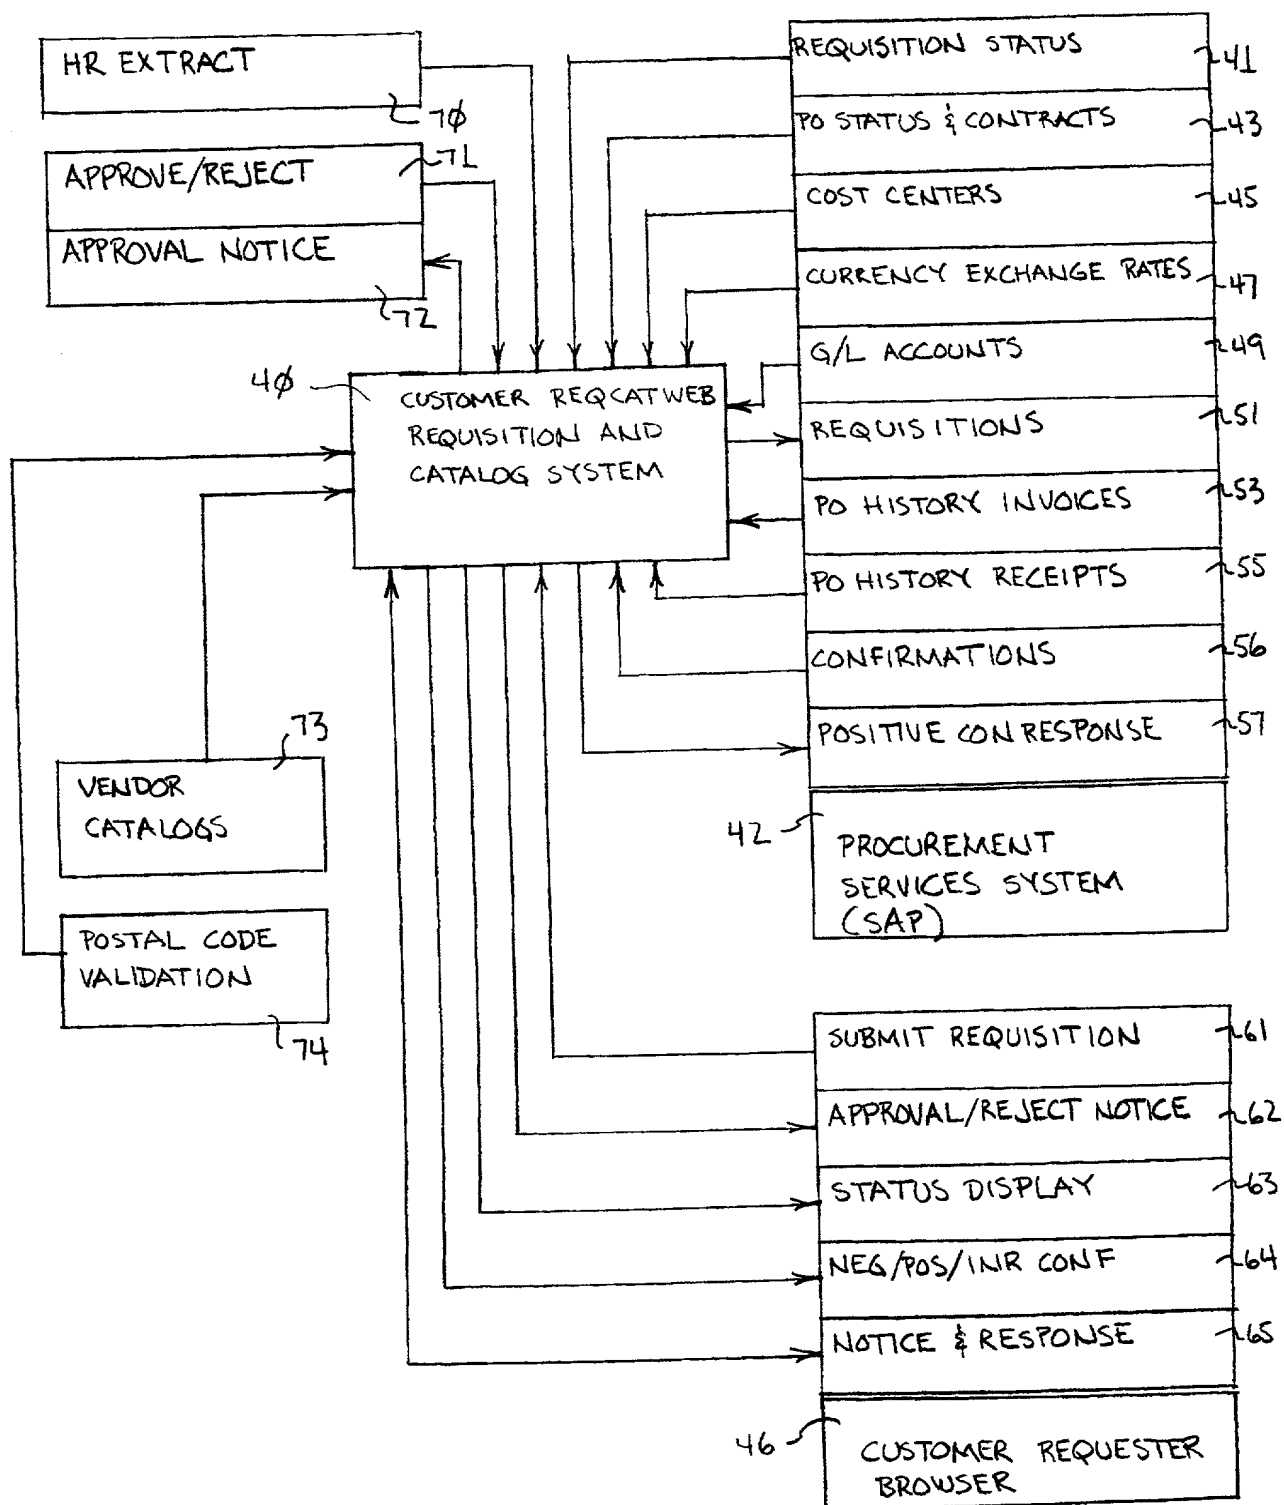 HR EXTRACT
70
APPROVE/REJECT
71
APPROVAL NOTICE
72
REQUISITION STATUS
41
PO STATUS & CONTRACTS
43
COST CENTERS
45
CURRENCY EXCHANGE RATES
47
G/L ACCOUNTS
49
REQUISITIONS
51
PO HISTORY INVOICES
53
PO HISTORY RECEIPTS
55
CONFIRMATIONS
56
POSITIVE CON RESPONSE
57
42
PROCUREMENT
SERVICES SYSTEM
(SAP)
40
CUSTOMER REQCATWEB
REQUISITION AND
CATALOG SYSTEM
73
VENDOR
CATALOGS
POSTAL CODE
VALIDATION
74
SUBMIT REQUISITION
61
APPROVAL/REJECT NOTICE
62
STATUS DISPLAY
63
NEG/POS/INR CONF
64
NOTICE & RESPONSE
65
46
CUSTOMER REQUESTER
BROWSER